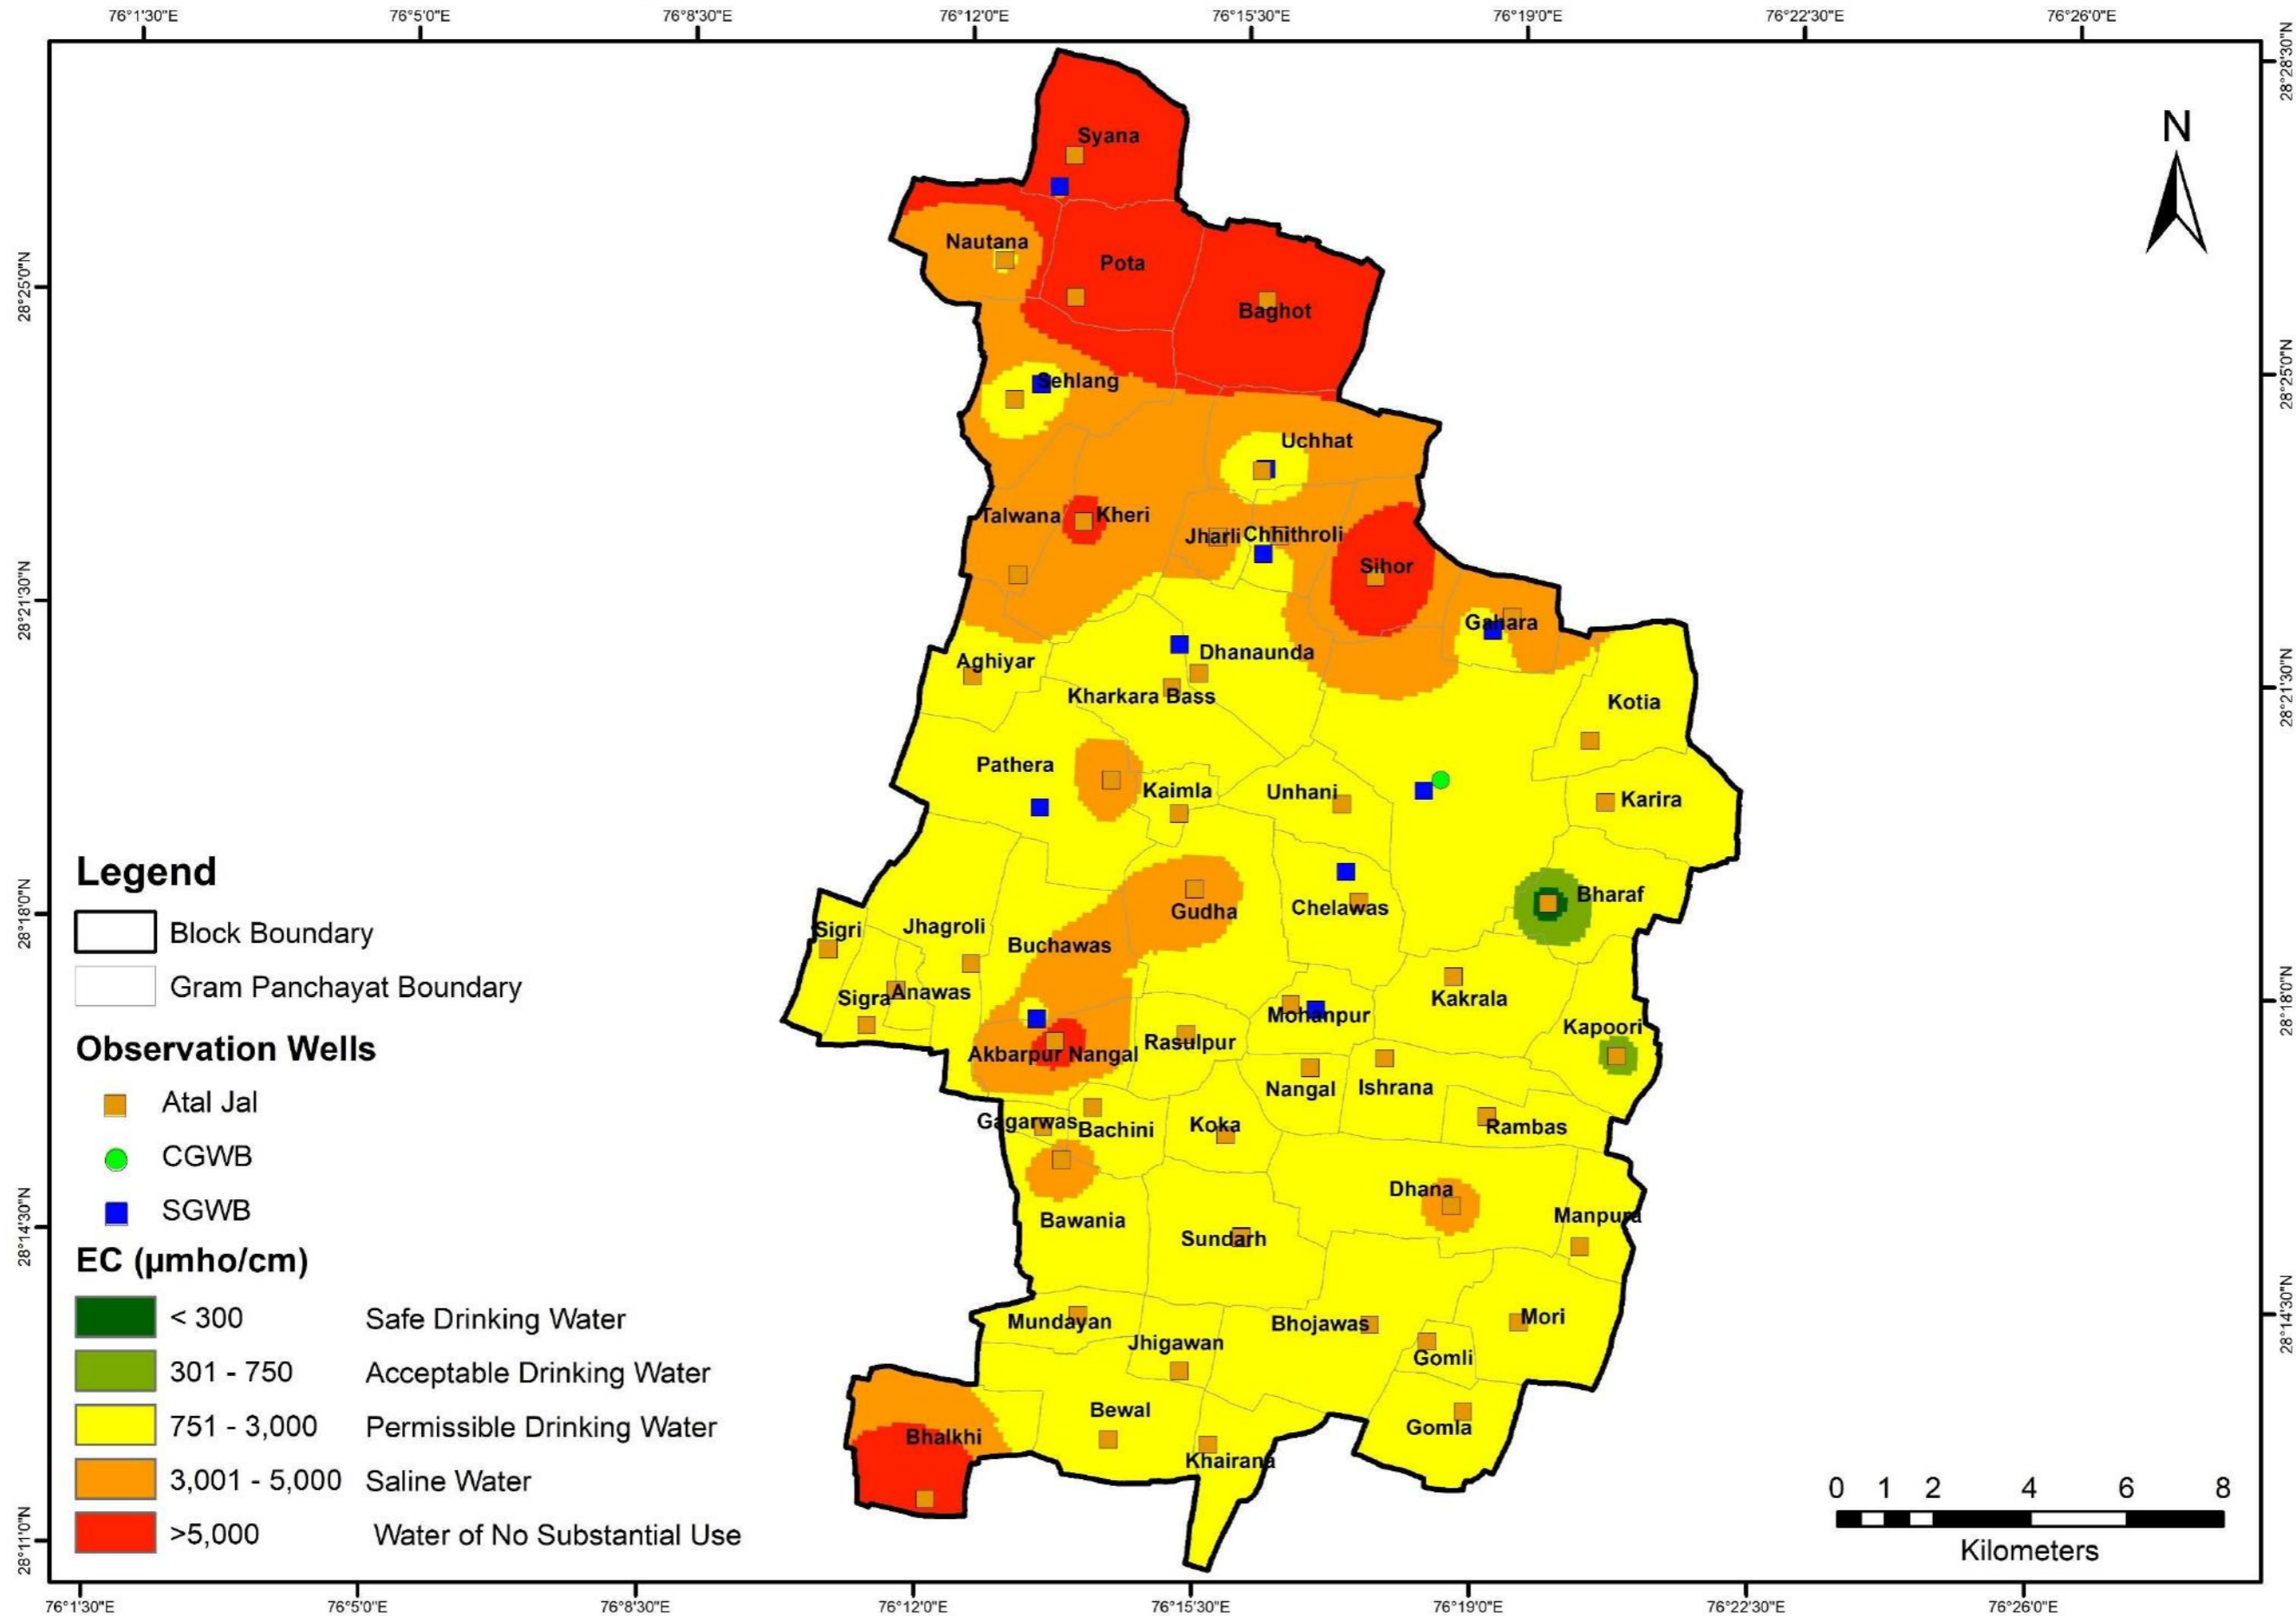 76°1'30"E 76°5'0"E 76°8'30"E 76°12'0"E 76°15'30"E 76°19'0"E 76°22'30"E 76°26'0"E
28°28'30"N
N
Syana
Nautana
Pota
28°25'0"N
Baghot
28°25'0"N
Sehlang
Uchhat
Talwana Kheri
Jharli Chhithroli
Sihor
28°21'30"N
Gahara
Dhanaunda
Aghiyar
Kharkara Bass
28°21'30"N
Kotia
Pathera
Kaimla
Unhani
Karira
Legend
Bharaf
Gudha
Chelawas
28°18'0"N
Block Boundary
Sigri
Jhagroli
Buchawas
Gram Panchayat Boundary
Sigra Anawas
Kakrala
28°18'0"N
Mohanpur
Kapoori
Observation Wells
Akbarpur Nangal
Rasulpur
Nangal
Ishrana
Atal Jal
Gagarwas
Bachini
Koka
Rambas
CGWB
Dhana
SGWB
28°14'30"N
Bawania
Manpura
Sundarh
EC (µmho/cm)
< 300 Safe Drinking Water
Mundayan
Bhojawas
Mori
28°14'30"N
Jhigawan
Gomli
301 - 750 Acceptable Drinking Water
Bewal
751 - 3,000 Permissible Drinking Water
Gomla
Bhalkhi
Khairana
3,001 - 5,000 Saline Water
0 1 2 4 6 8
>5,000 Water of No Substantial Use
28°11'0"N
Kilometers
76°1'30"E 76°5'0"E 76°8'30"E 76°12'0"E 76°15'30"E 76°19'0"E 76°22'30"E 76°26'0"E